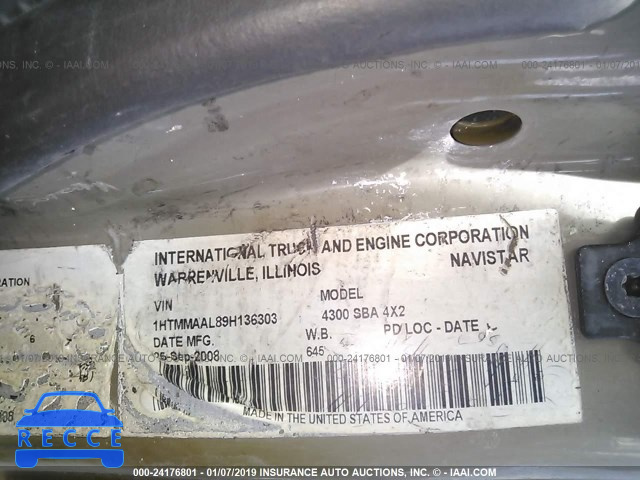 INTERNATIONAL TRUCK AND ENGINE CORPORATION
WARRENVILLE, ILLINOIS
NAVISTAR
VIN
MODEL
1HTMMAAL89H136303
4300 SBA 4X2
DATE MFG.
W.B.
PD LOC - DATE
-Sep-2008
645
MADE IN THE UNITED STATES OF AMERICA
RECCE
000-24176801 - 01/07/2019 INSURANCE AUTO AUCTIONS, INC. - © IAAI.COM